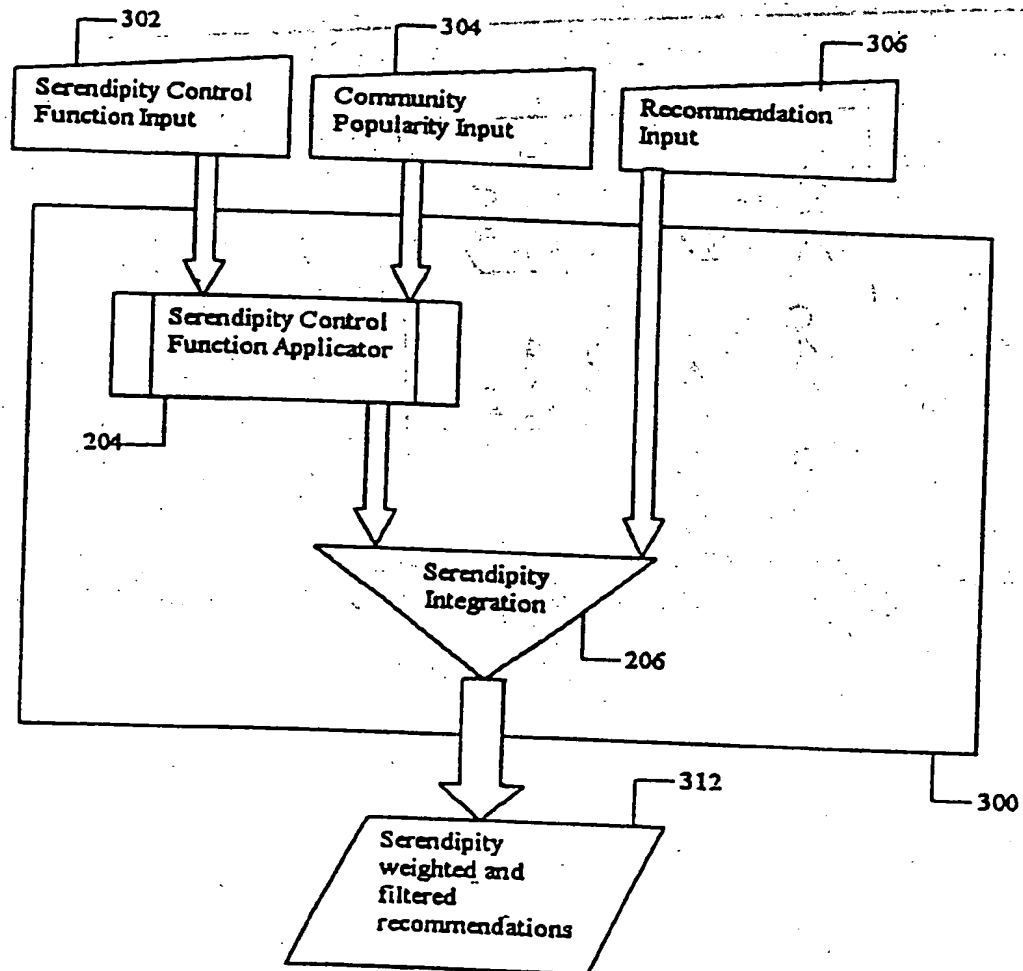 302
304
306
Serendipity Control
Function Input
Community
Popularity Input
Recommendation
Input
Serendipity Control
Function Applicator
204
Serendipity
Integration
206
300
312
Serendipity
weighted and
filtered
recommendations